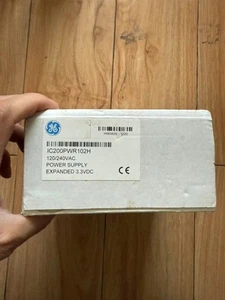 IC200PWR102H
120/240VAC
POWER SUPPLY
EXPANDED 3.3VDC
CE